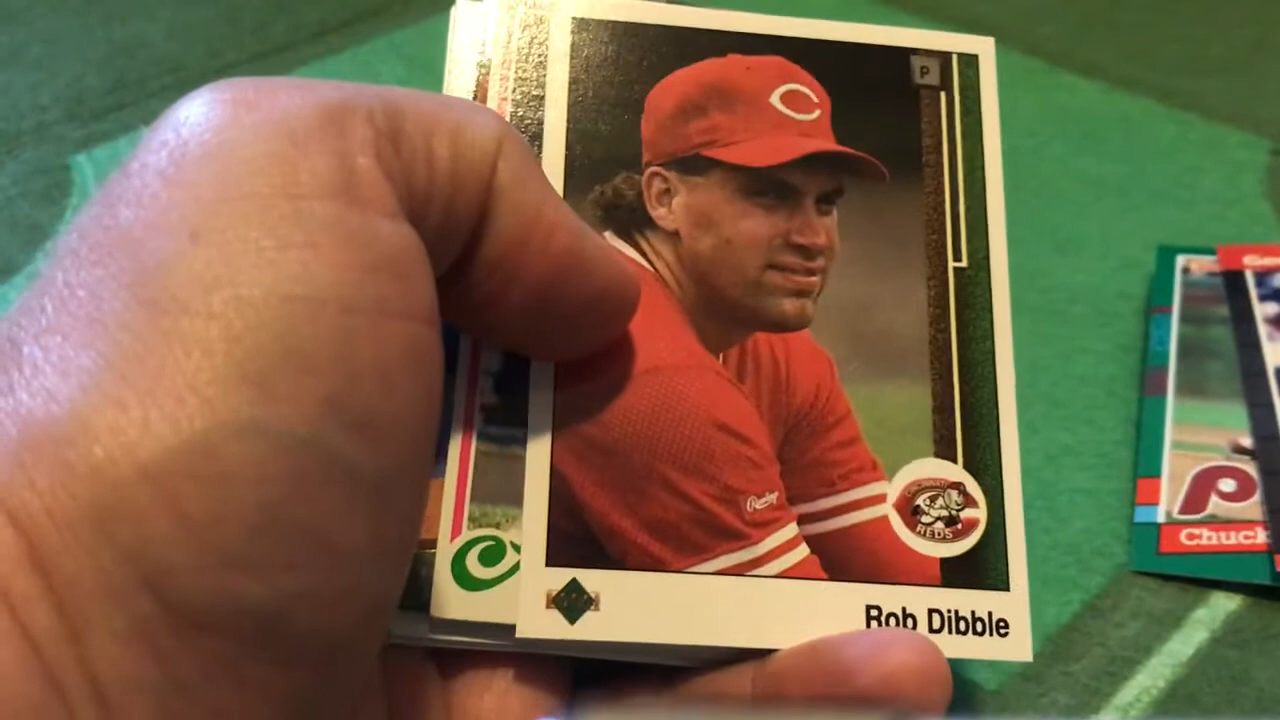 P
C
Rawlings
CINCINNATI
REDS
Rob Dibble
P
Chuck